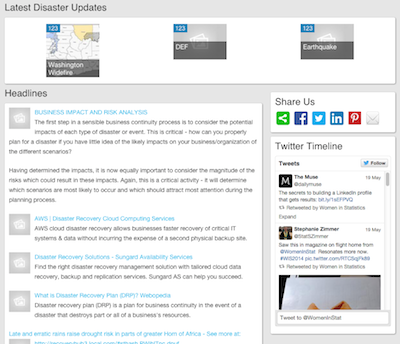 Latest Disaster Updates
123
Washington
Widefire
123
DEF
123
Earthquake
Headlines
BUSINESS IMPACT AND RISK ANALYSIS
The first step in a sensible business continuity process is to consider the potential
impacts of each type of disaster or event. This is critical - how can you properly
plan for a disaster if you have little idea of the likely impacts on your business/organization of
the different scenarios?
Having determined the impacts, it is now equally important to consider the magnitude of the
risks which could result in these impacts. Again, this is a critical activity - it will determine
which scenarios are most likely to occur and which should attract most attention during the
planning process.
AWS | Disaster Recovery Cloud Computing Services
AWS cloud disaster recovery allows businesses faster recovery of critical IT
systems & data without incurring the expense of a second physical backup site.
Disaster Recovery Solutions - Sungard Availability Services
Find the right disaster recovery management solution with tailored cloud data
recovery, backup and replication services. Sungard AS can help you succeed.
What is Disaster Recovery Plan (DRP)? Webopedia
Disaster recovery plan (DRP) is a plan for business continuity in the event of a
disaster that destroys part or all of a business's resources.
Late and erratic rains raise drought risk in parts of greater Horn of Africa - See more at:
Share Us
Twitter Timeline
Tweets
Follow
The Muse
@dailymuse
19 May
The secrets to building a LinkedIn profile
that gets results:
Retweeted by Women in Statistics
Expand
Stephanie Zimmer
@StatSZimmer
19 May
Saw this in magazine on flight home from
@WomenInStat Resonates more now.
#WiS2014
Retweeted by Women in Statistics
Tweet to @WomenInStat